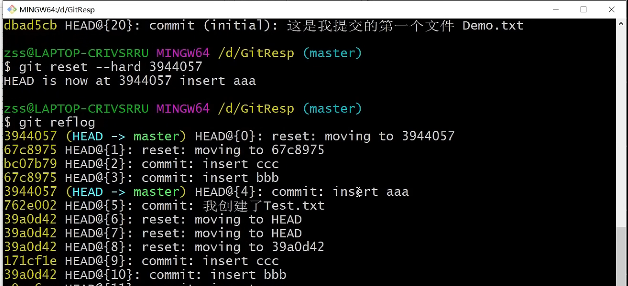 MINGW64:/d/GitResp
dbad5cb HEAD@{20}: commit (initial): 这是我提交的第一个文件 Demo.txt
zss@LAPTOP-CRIVSRRU MINGW64 /d/GitResp (master)
$ git reset --hard 3944057
HEAD is now at 3944057 insert aaa
zss@LAPTOP-CRIVSRRU MINGW64 /d/GitResp (master)
$ git reflog
3944057 (HEAD -> master) HEAD@{0}: reset: moving to 3944057
67c8975 HEAD@{1}: reset: moving to 67c8975
bc07b79 HEAD@{2}: commit: insert ccc
67c8975 HEAD@{3}: commit: insert bbb
3944057 (HEAD -> master) HEAD@{4}: commit: insert aaa
762e002 HEAD@{5}: commit: 我创建了Test.txt
39a0d42 HEAD@{6}: reset: moving to HEAD
39a0d42 HEAD@{7}: reset: moving to HEAD
39a0d42 HEAD@{8}: reset: moving to 39a0d42
171cf1e HEAD@{9}: commit: insert ccc
39a0d42 HEAD@{10}: commit: insert bbb